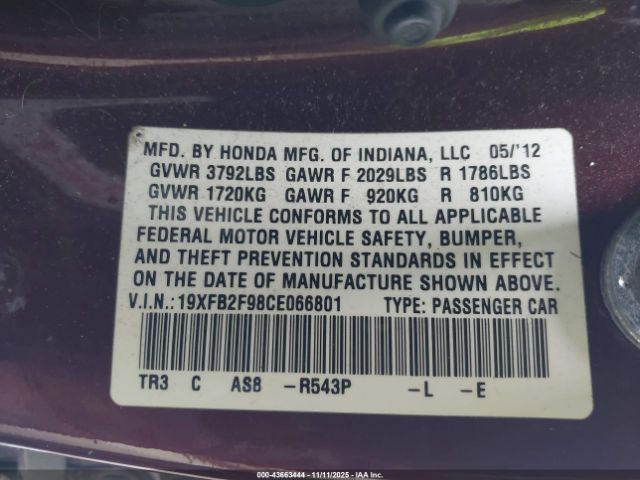 MFD. BY HONDA MFG. OF INDIANA, LLC 05/'12
GVWR 3792LBS GAWR F 2029LBS R 1786LBS
GVWR 1720KG GAWR F 920KG R 810KG
THIS VEHICLE CONFORMS TO ALL APPLICABLE
FEDERAL MOTOR VEHICLE SAFETY, BUMPER,
AND THEFT PREVENTION STANDARDS IN EFFECT
ON THE DATE OF MANUFACTURE SHOWN ABOVE.
V.I.N.:19XFB2F98CE066801 TYPE: PASSENGER CAR
TR3 C AS8 -R543P -L -E
000-43663444 - 11/11/2025 - IAAI.COM